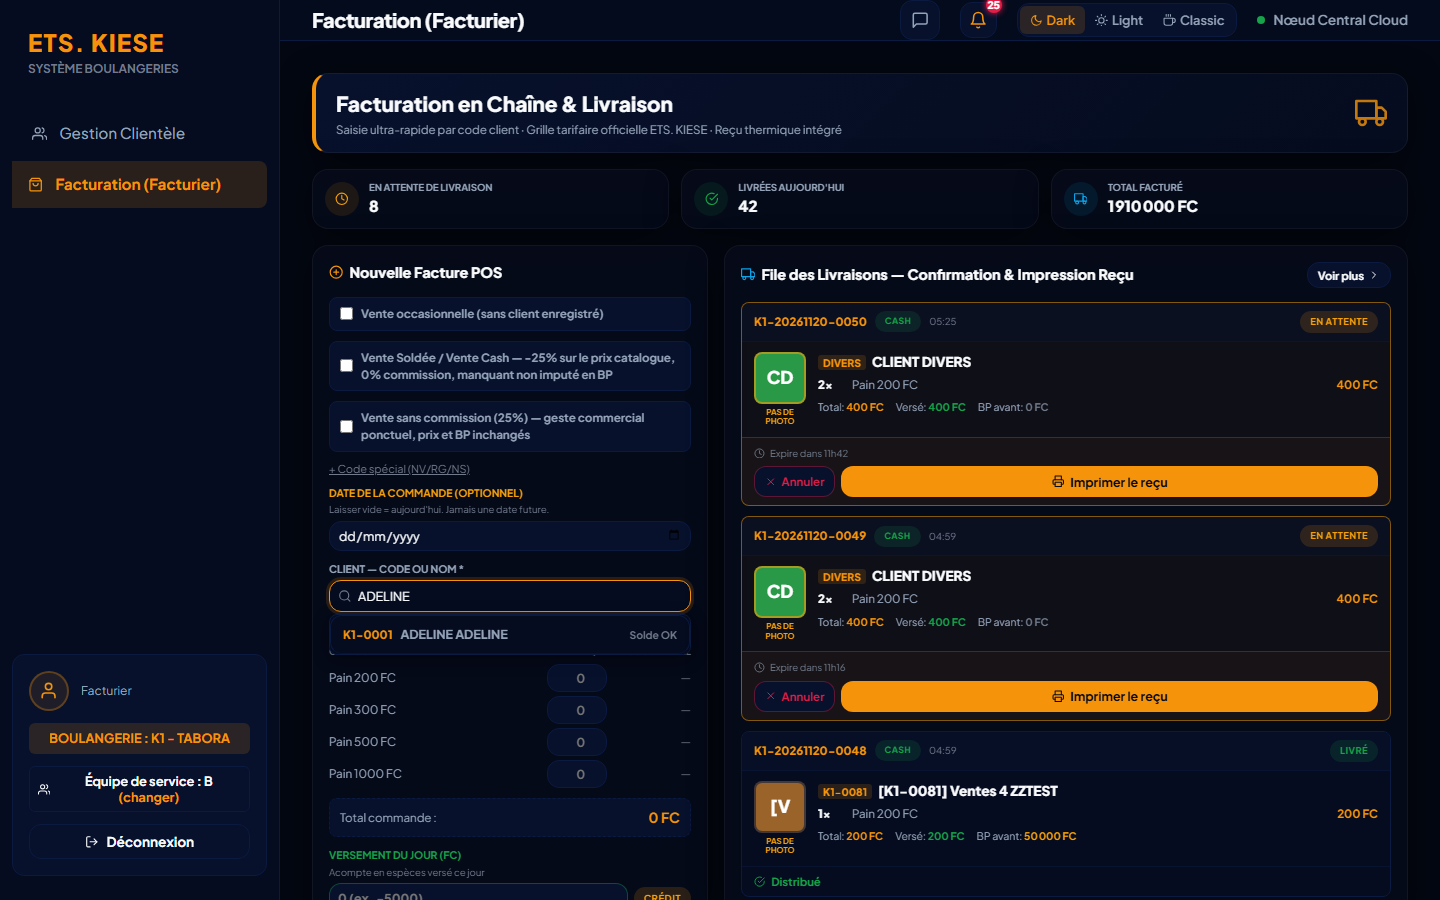 ETS. KIESE
SYSTÈME BOULANGERIES
Gestion Clientèle
Facturation (Facturier)
Facturier
BOULANGERIE : K1 - TABORA
Équipe de service : B
(changer)
Déconnexion
Facturation (Facturier)
25
Dark
Light
Classic
Nœud Central Cloud
Facturation en Chaîne & Livraison
Saisie ultra-rapide par code client · Grille tarifaire officielle ETS. KIESE · Reçu thermique intégré
EN ATTENTE DE LIVRAISON
8
LIVRÉES AUJOURD'HUI
42
TOTAL FACTURÉ
1 910 000 FC
Nouvelle Facture POS
Vente occasionnelle (sans client enregistré)
Vente Soldée / Vente Cash — -25% sur le prix catalogue,
0% commission, manquant non imputé en BP
Vente sans commission (25%) — geste commercial
ponctuel, prix et BP inchangés
+ Code spécial (NV/RG/NS)
DATE DE LA COMMANDE (OPTIONNEL)
Laisser vide = aujourd'hui. Jamais une date future.
dd/mm/yyyy
CLIENT — CODE OU NOM *
ADELINE
K1-0001 ADELINE ADELINE Solde OK
Pain 200 FC 0 —
Pain 300 FC 0 —
Pain 500 FC 0 —
Pain 1000 FC 0 —
Total commande : 0 FC
VERSEMENT DU JOUR (FC)
Acompte en espèces versé ce jour
0 (ex. -5000) CRÉDIT
File des Livraisons — Confirmation & Impression Reçu
Voir plus
K1-20261120-0050 CASH 05:25 EN ATTENTE
CD
PAS DE
PHOTO
DIVERS CLIENT DIVERS
2× Pain 200 FC 400 FC
Total: 400 FC Versé: 400 FC BP avant: 0 FC
Expire dans 11h42
Annuler
Imprimer le reçu
K1-20261120-0049 CASH 04:59 EN ATTENTE
CD
PAS DE
PHOTO
DIVERS CLIENT DIVERS
2× Pain 200 FC 400 FC
Total: 400 FC Versé: 400 FC BP avant: 0 FC
Expire dans 11h16
Annuler
Imprimer le reçu
K1-20261120-0048 CASH 04:59 LIVRÉ
[V
PAS DE
PHOTO
K1-0081 [K1-0081] Ventes 4 ZZTEST
1× Pain 200 FC 200 FC
Total: 200 FC Versé: 200 FC BP avant: 50 000 FC
Distribué